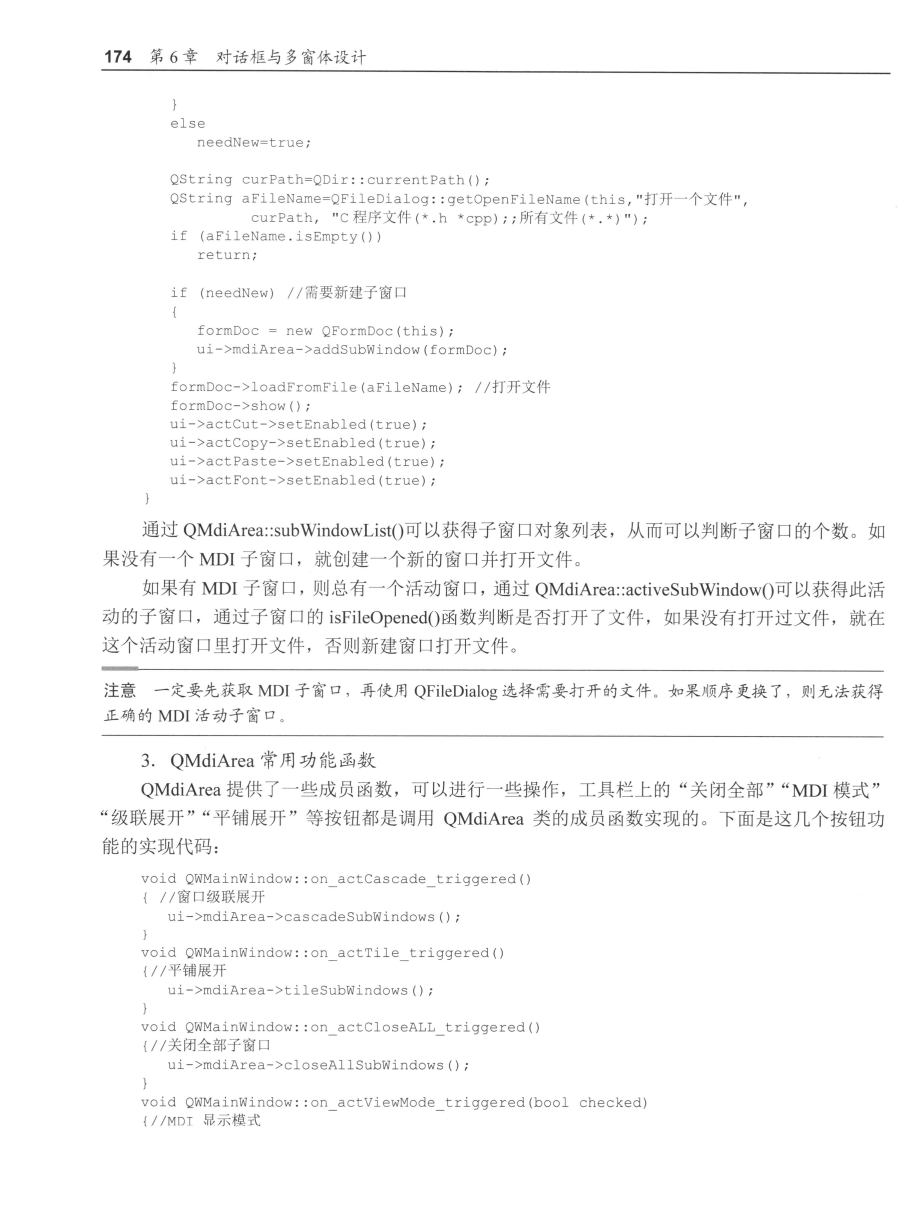 174 第 6 章 对话框与多窗体设计
}
else
needNew=true;
QString curPath=QDir::currentPath();
QString aFileName=QFileDialog::getOpenFileName(this,"打开一个文件",
curPath, "C 程序文件(*.h *cpp);;所有文件(*.*)");
if (aFileName.isEmpty())
return;
if (needNew) //需要新建子窗口
{
formDoc = new QFormDoc(this);
ui->mdiArea->addSubWindow(formDoc);
}
formDoc->loadFromFile(aFileName); //打开文件
formDoc->show();
ui->actCut->setEnabled(true);
ui->actCopy->setEnabled(true);
ui->actPaste->setEnabled(true);
ui->actFont->setEnabled(true);
}
通过 QMdiArea::subWindowList()可以获得子窗口对象列表，从而可以判断子窗口的个数。如
果没有一个 MDI 子窗口，就创建一个新的窗口并打开文件。
如果有 MDI 子窗口，则总有一个活动窗口，通过 QMdiArea::activeSubWindow()可以获得此活
动的子窗口，通过子窗口的 isFileOpened()函数判断是否打开了文件，如果没有打开过文件，就在
这个活动窗口里打开文件，否则新建窗口打开文件。
注意 一定要先获取 MDI 子窗口，再使用 QFileDialog 选择需要打开的文件。如果顺序更换了，则无法获得
正确的 MDI 活动子窗口。
3．QMdiArea 常用功能函数
QMdiArea 提供了一些成员函数，可以进行一些操作，工具栏上的“关闭全部”“MDI 模式”
“级联展开”“平铺展开”等按钮都是调用 QMdiArea 类的成员函数实现的。下面是这几个按钮功
能的实现代码：
void QWMainWindow::on_actCascade_triggered()
{ //窗口级联展开
ui->mdiArea->cascadeSubWindows();
}
void QWMainWindow::on_actTile_triggered()
{//平铺展开
ui->mdiArea->tileSubWindows();
}
void QWMainWindow::on_actCloseALL_triggered()
{//关闭全部子窗口
ui->mdiArea->closeAllSubWindows();
}
void QWMainWindow::on_actViewMode_triggered(bool checked)
{//MDI 显示模式